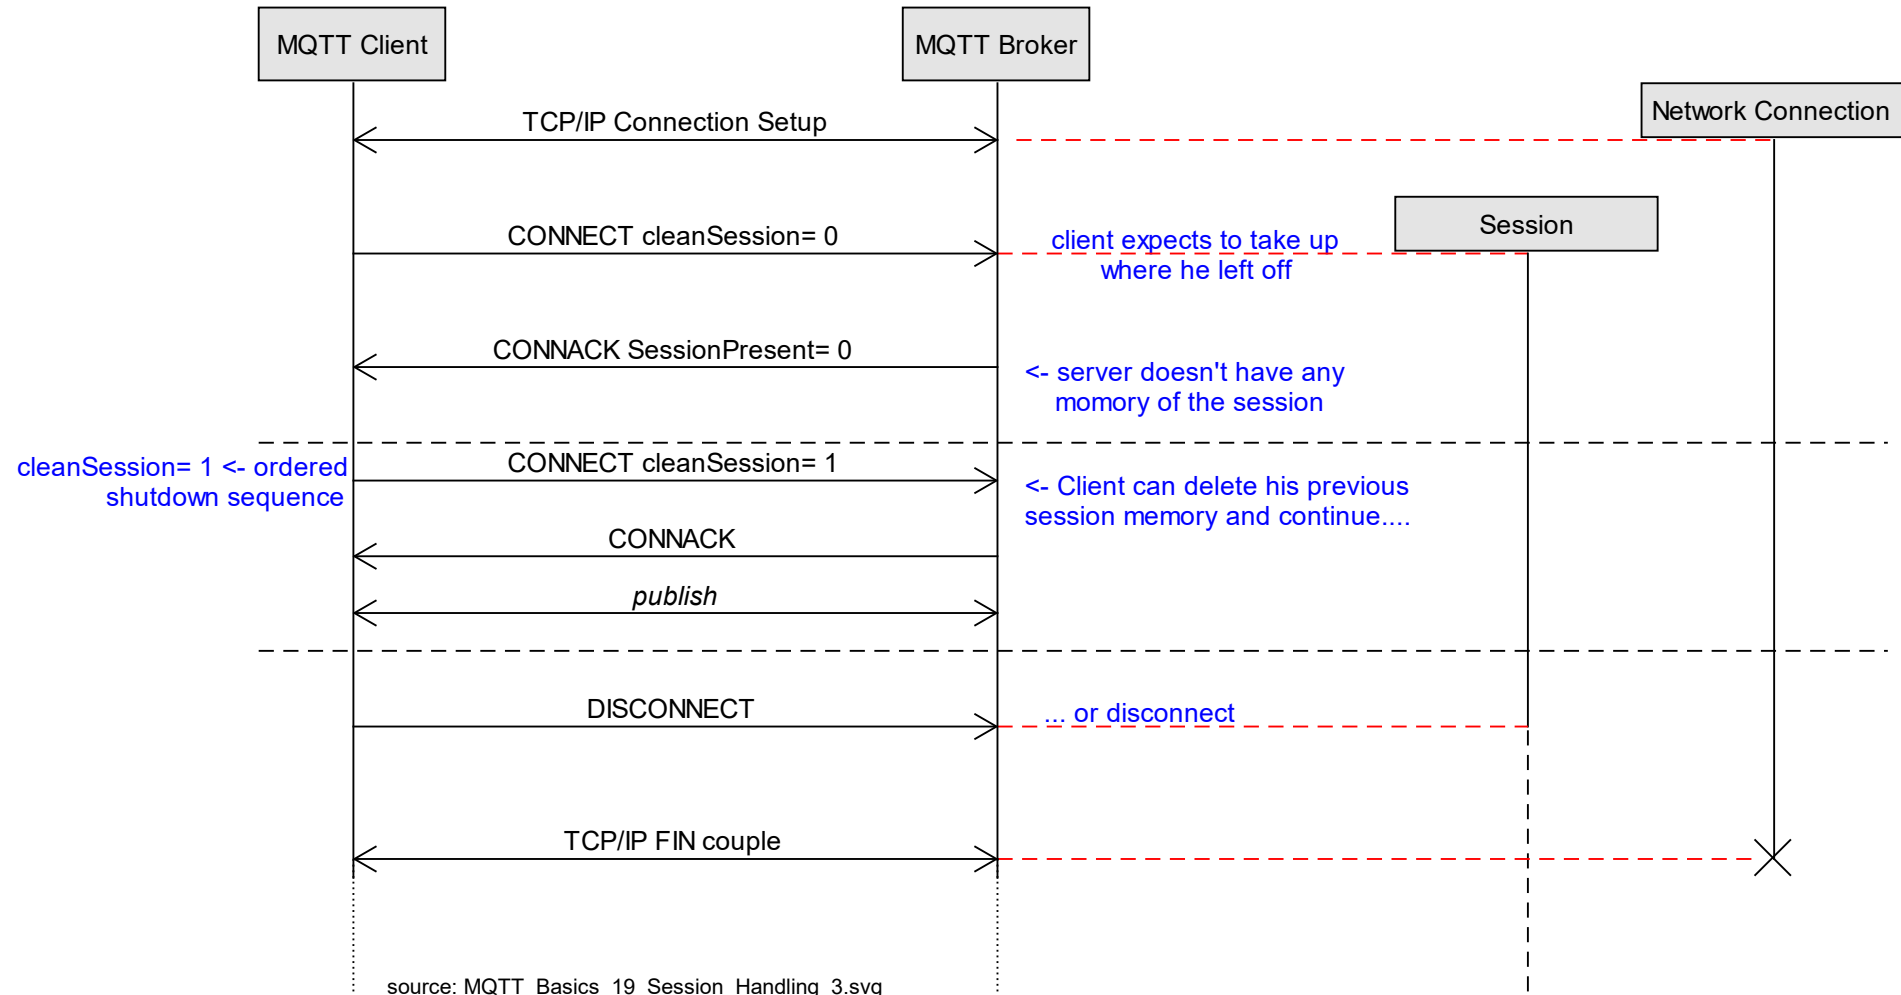 MQTT Client
MQTT Broker
Network Connection
TCP/IP Connection Setup
Session
CONNECT cleanSession= 0
client expects to take up
where he left off
CONNACK SessionPresent= 0
<- server doesn't have any
momory of the session
cleanSession= 1 <- ordered
shutdown sequence
CONNECT cleanSession= 1
<- Client can delete his previous
session memory and continue....
CONNACK
publish
DISCONNECT
... or disconnect
TCP/IP FIN couple
source: MQTT_Basics_19_Session_Handling_3.svg